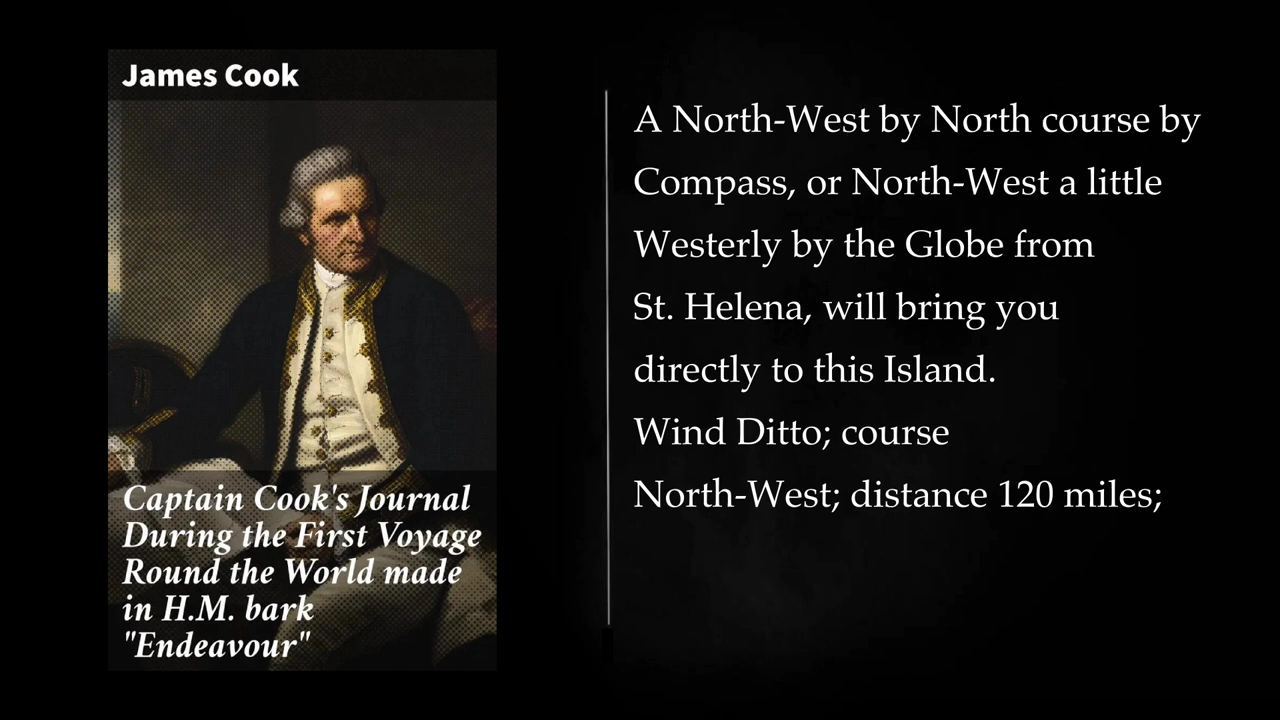 James Cook
Captain Cook's Journal
During the First Voyage
Round the World made
in H.M. bark
"Endeavour"
A North-West by North course by
Compass, or North-West a little
Westerly by the Globe from
St. Helena, will bring you
directly to this Island.
Wind Ditto; course
North-West; distance 120 miles;